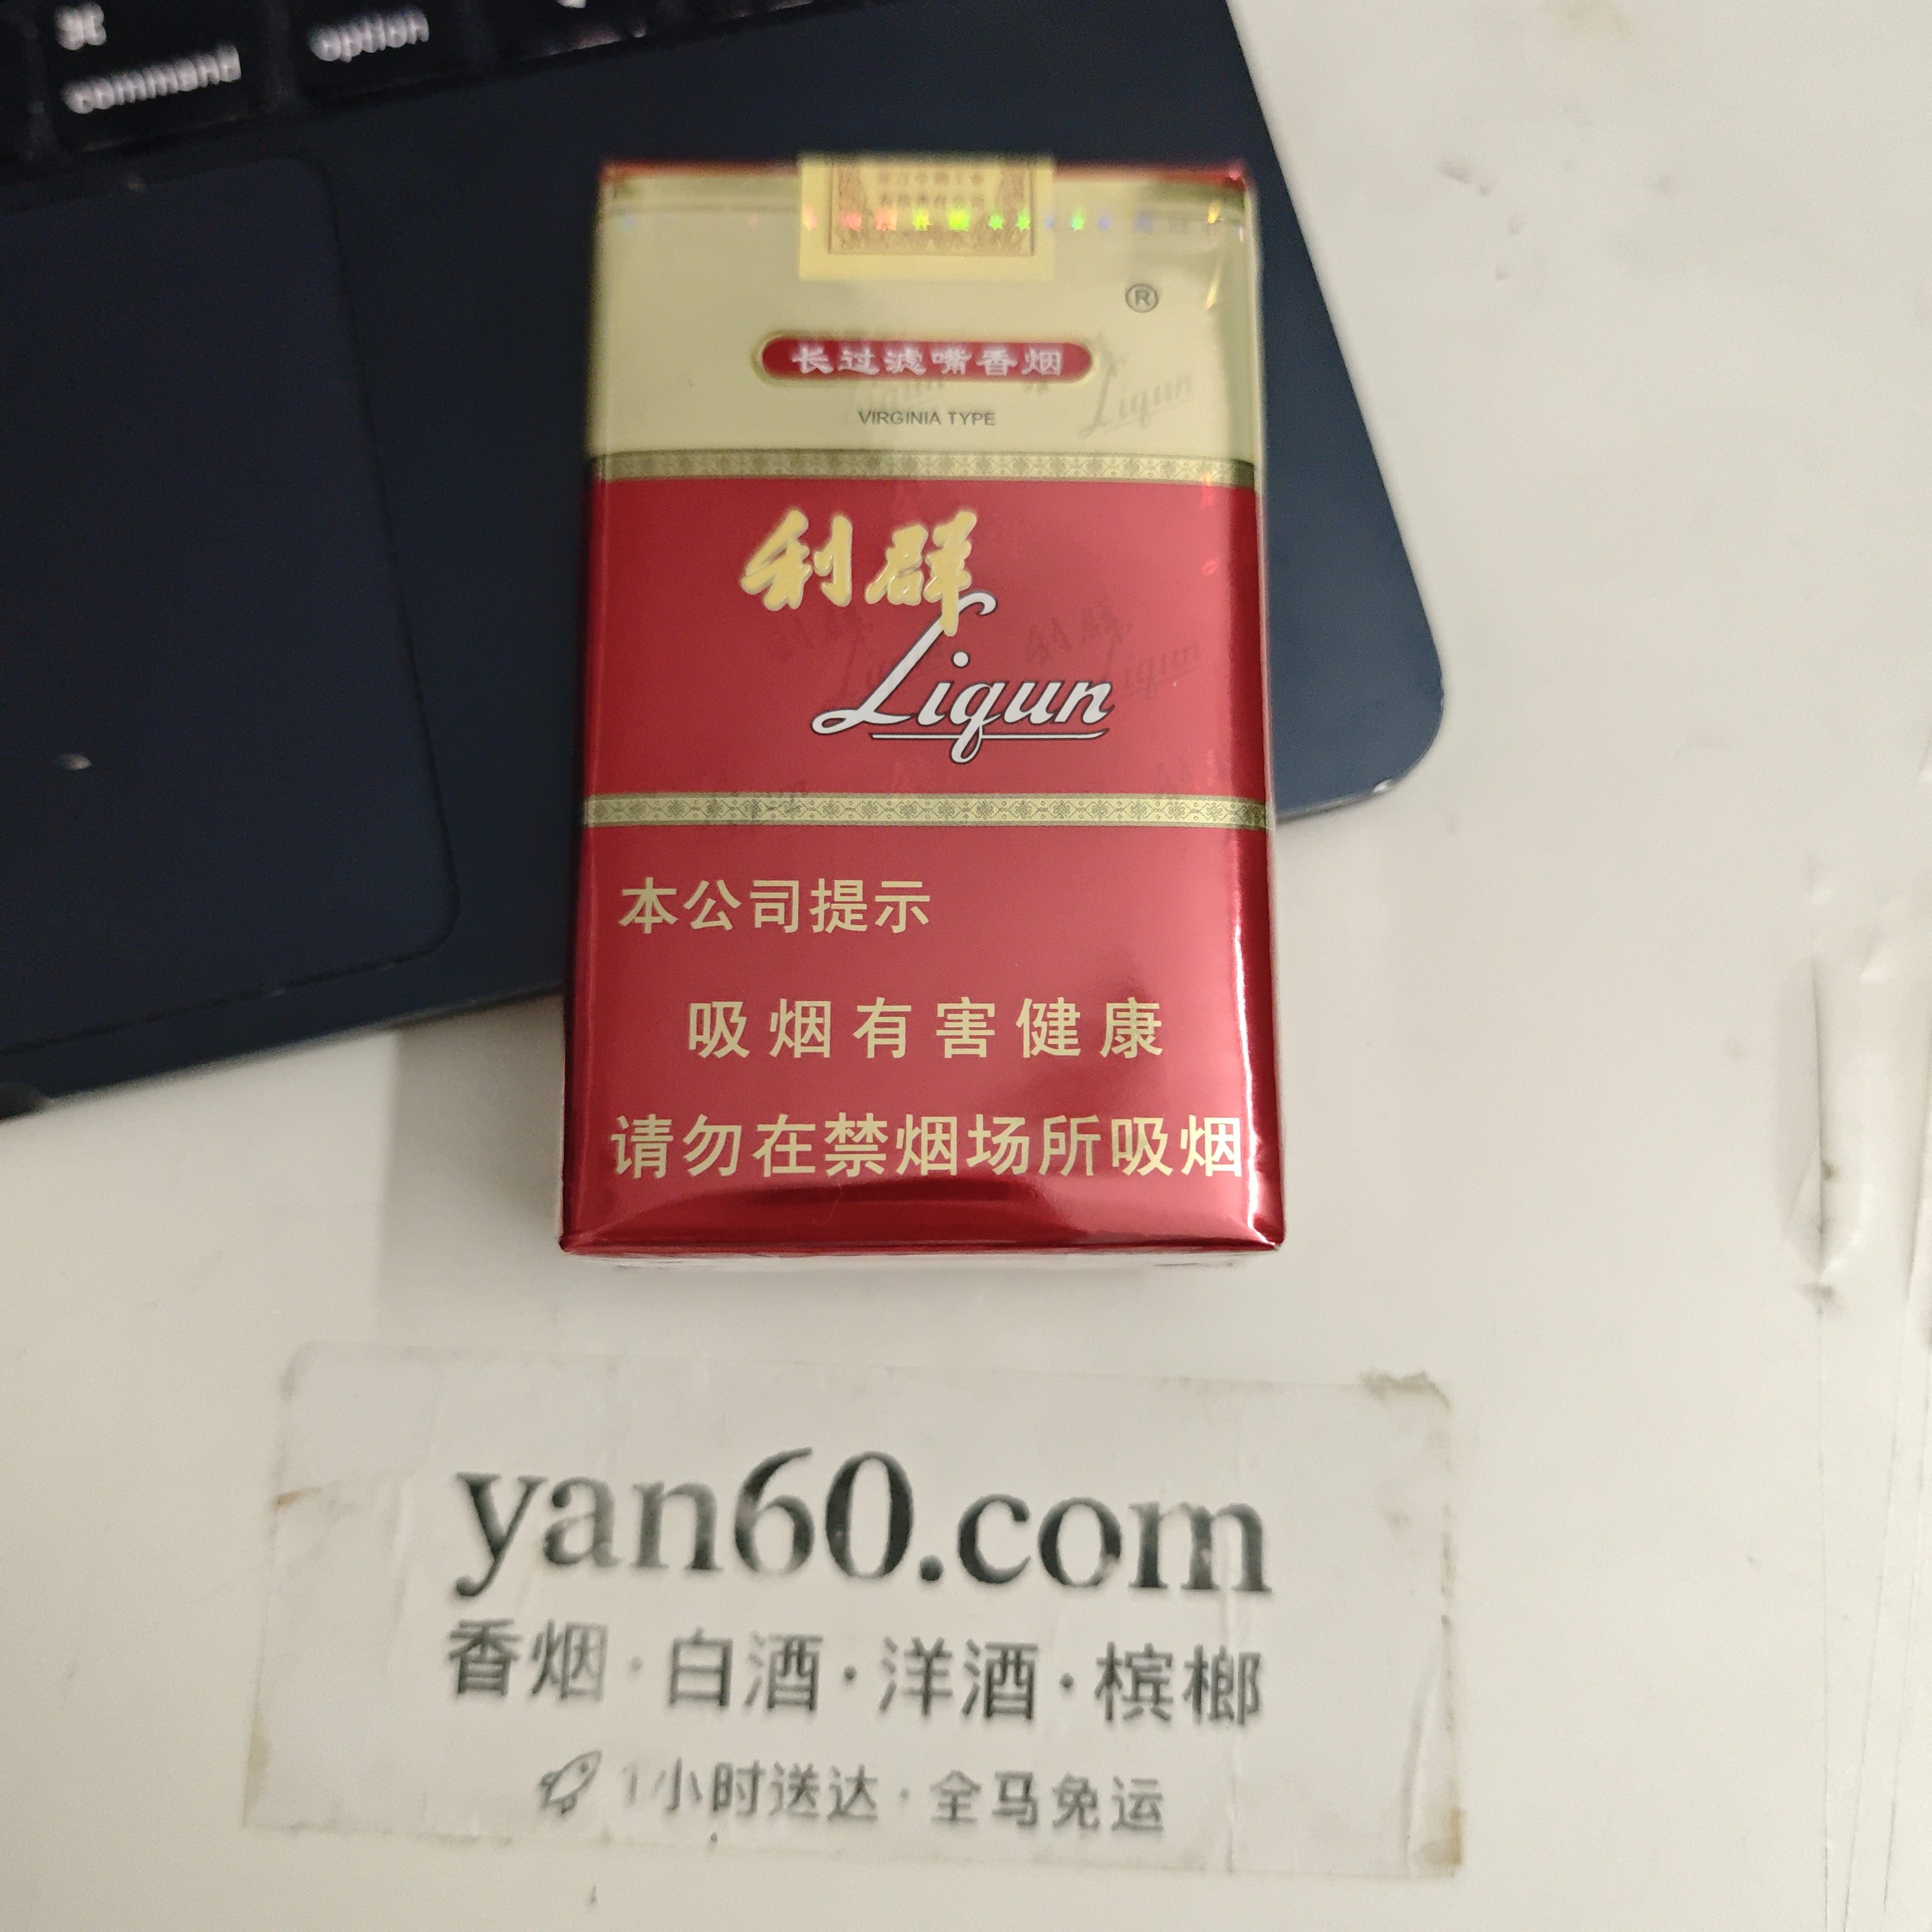 ⌘
command
option
®
长过滤嘴香烟
VIRGINIA TYPE
利群
Liqun
本公司提示
吸烟有害健康
请勿在禁烟场所吸烟
yan60.com
香烟·白酒·洋酒·槟榔
1小时送达·全马免运